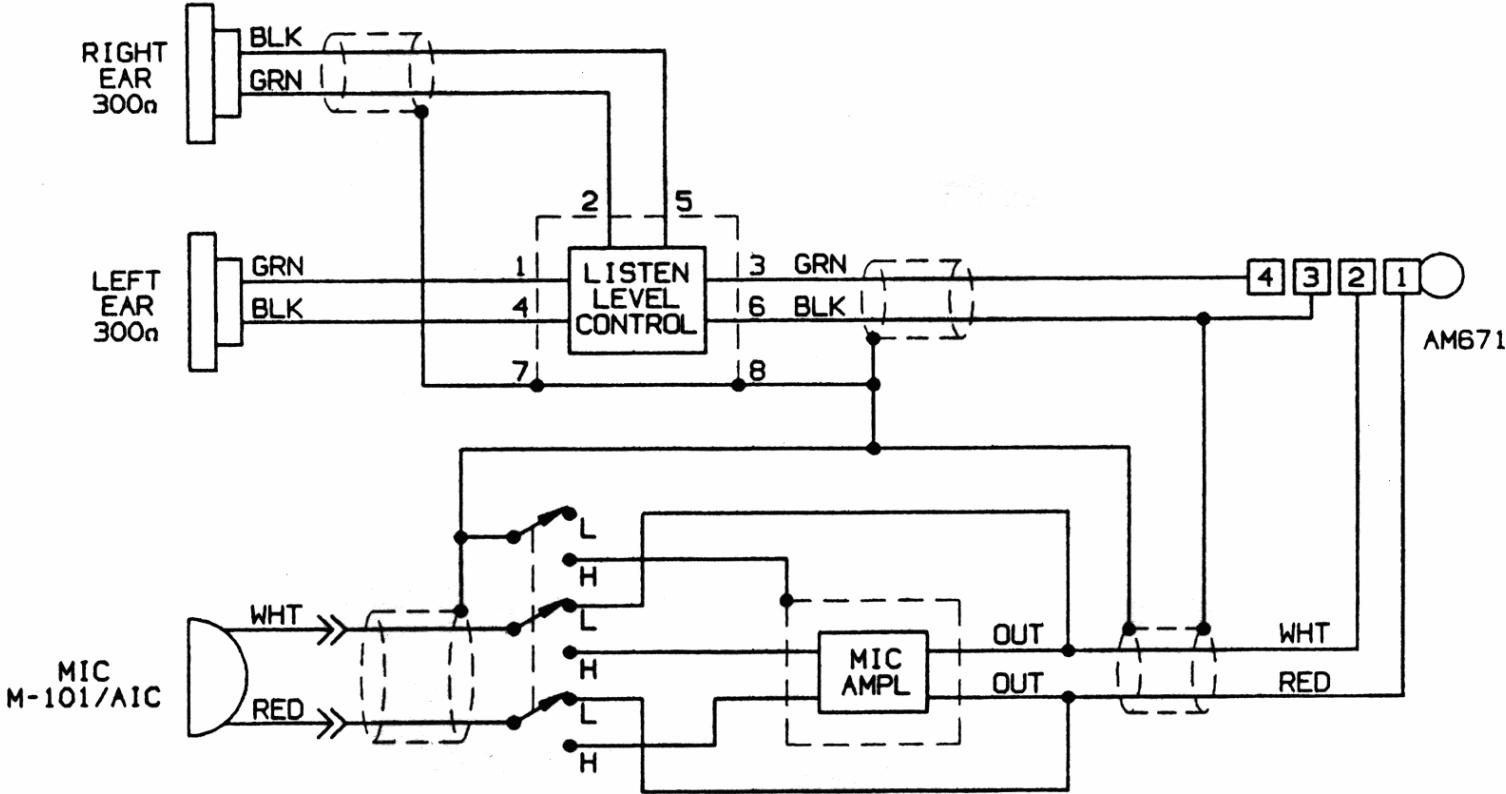 RIGHT
EAR
300Ω
BLK
GRN
LEFT
EAR
300Ω
GRN
BLK
2
5
1
4
7
LISTEN
LEVEL
CONTROL
3
6
8
GRN
BLK
4
3
2
1
AM671
MIC
M-101/AIC
WHT
RED
L
H
L
H
L
H
MIC
AMPL
OUT
OUT
WHT
RED